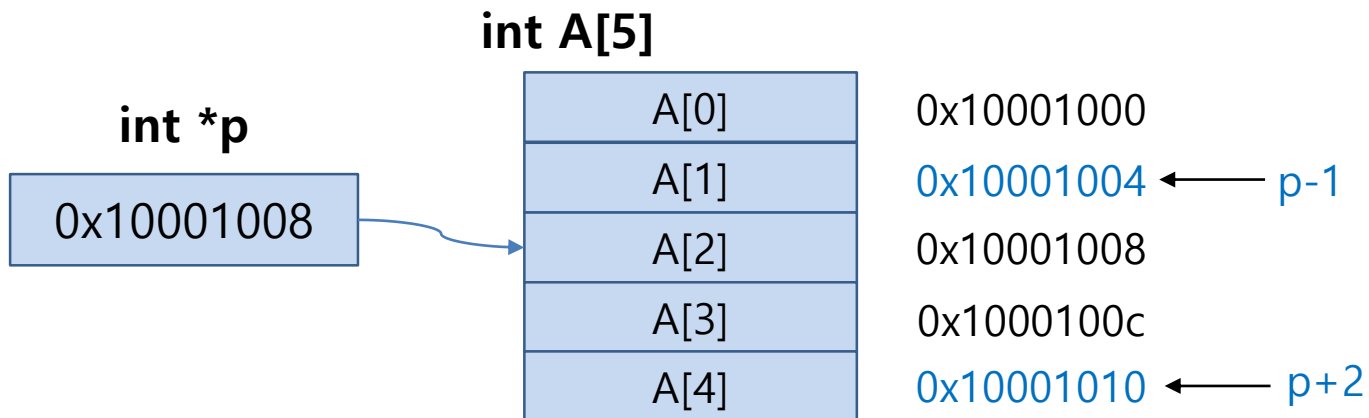 int A[5]
int *p
0x10001008
A[0] 0x10001000
A[1] 0x10001004 p-1
A[2] 0x10001008
A[3] 0x1000100c
A[4] 0x10001010 p+2